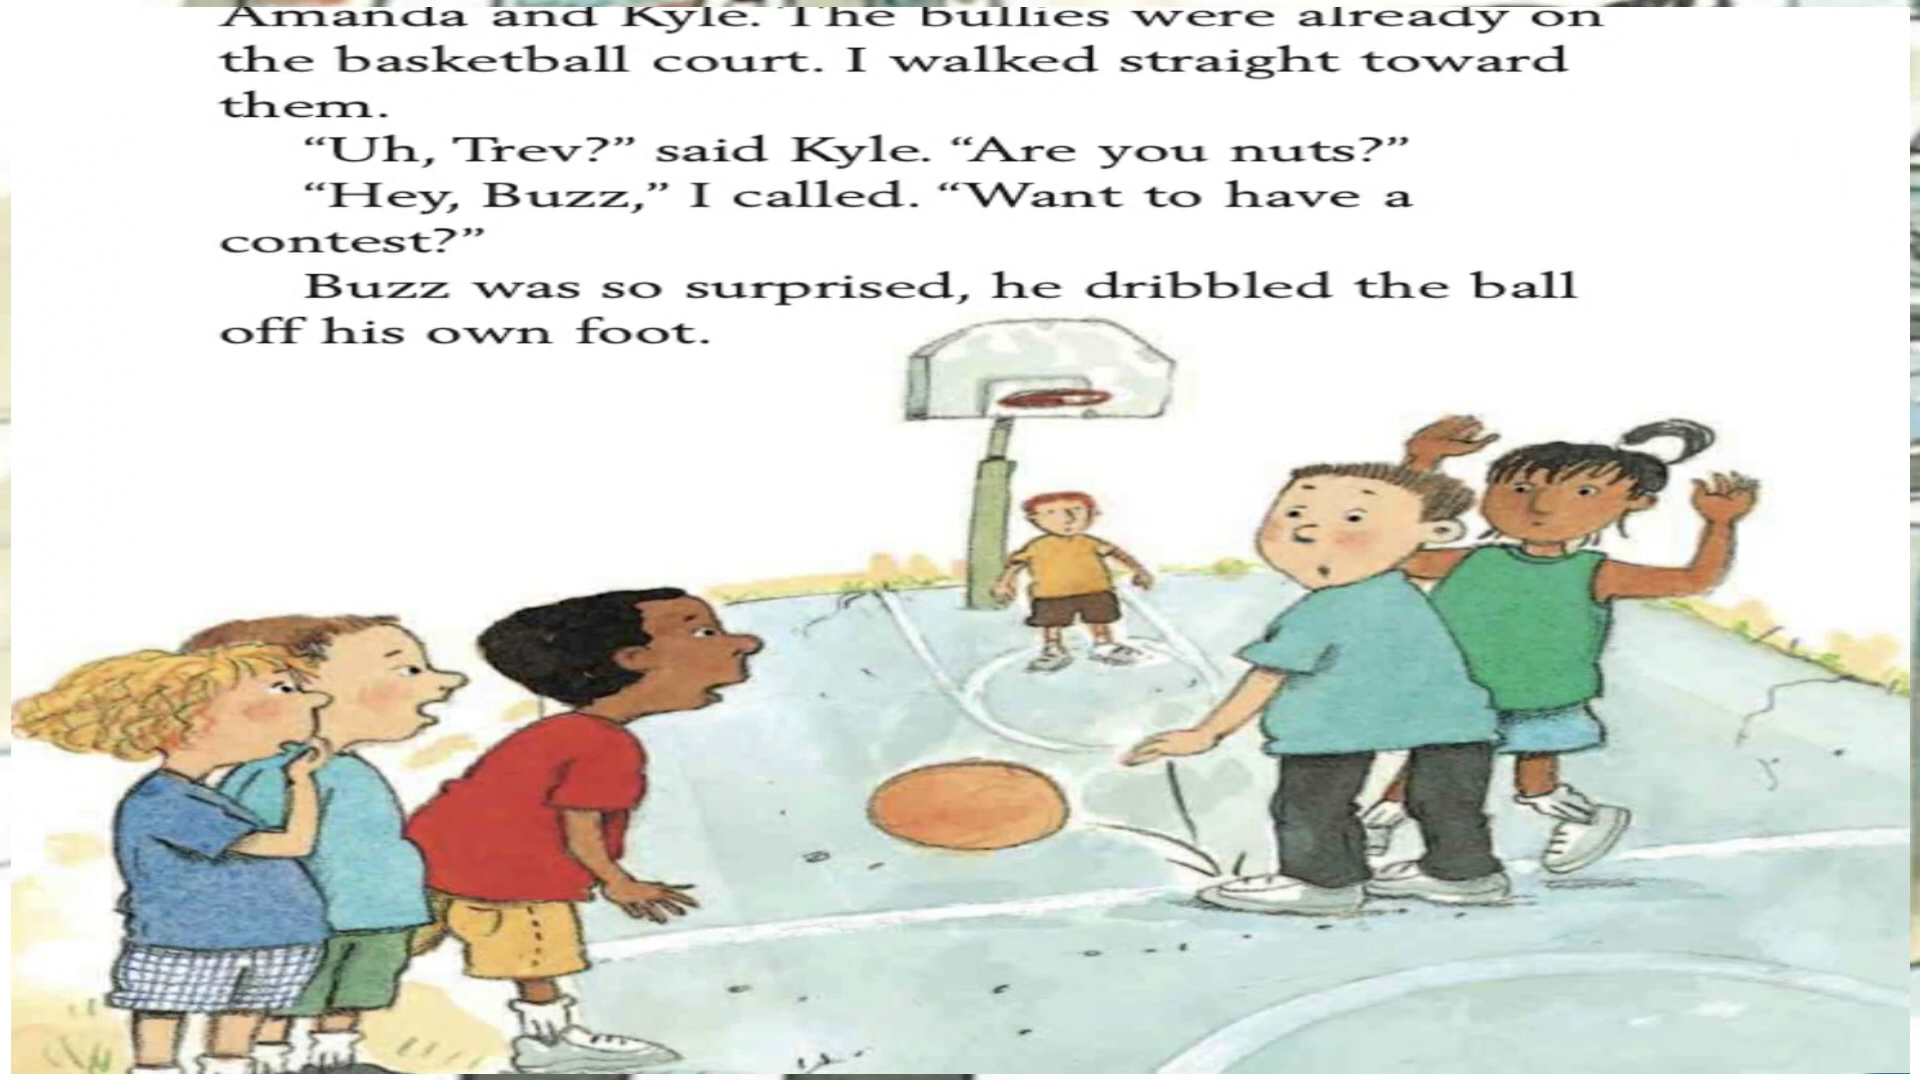 Amanda and Kyle. The bullies were already on
the basketball court. I walked straight toward
them.
“Uh, Trev?” said Kyle. “Are you nuts?”
“Hey, Buzz,” I called. “Want to have a
contest?”
Buzz was so surprised, he dribbled the ball
off his own foot.